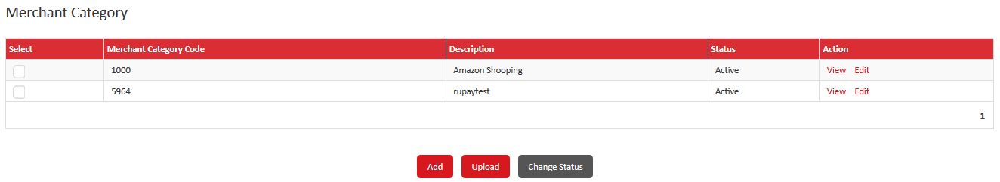 Merchant Category
Select Merchant Category Code Description Status Action
1000 Amazon Shooping Active View Edit
5964 rupaytest Active View Edit
1
Add Upload Change Status